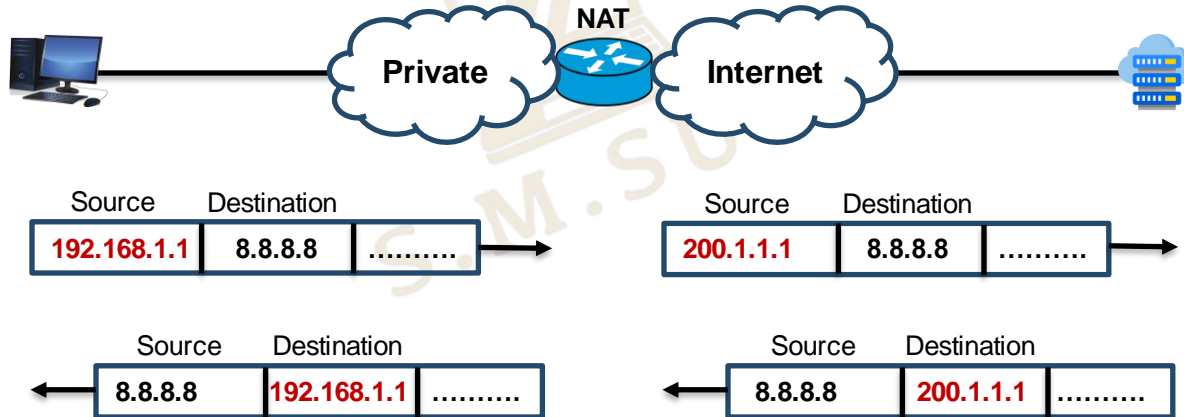 NAT
Private
Internet
S.M.SU
Source Destination
192.168.1.1 8.8.8.8 ..........
Source Destination
200.1.1.1 8.8.8.8 ..........
Source Destination
8.8.8.8 192.168.1.1 ..........
Source Destination
8.8.8.8 200.1.1.1 ..........